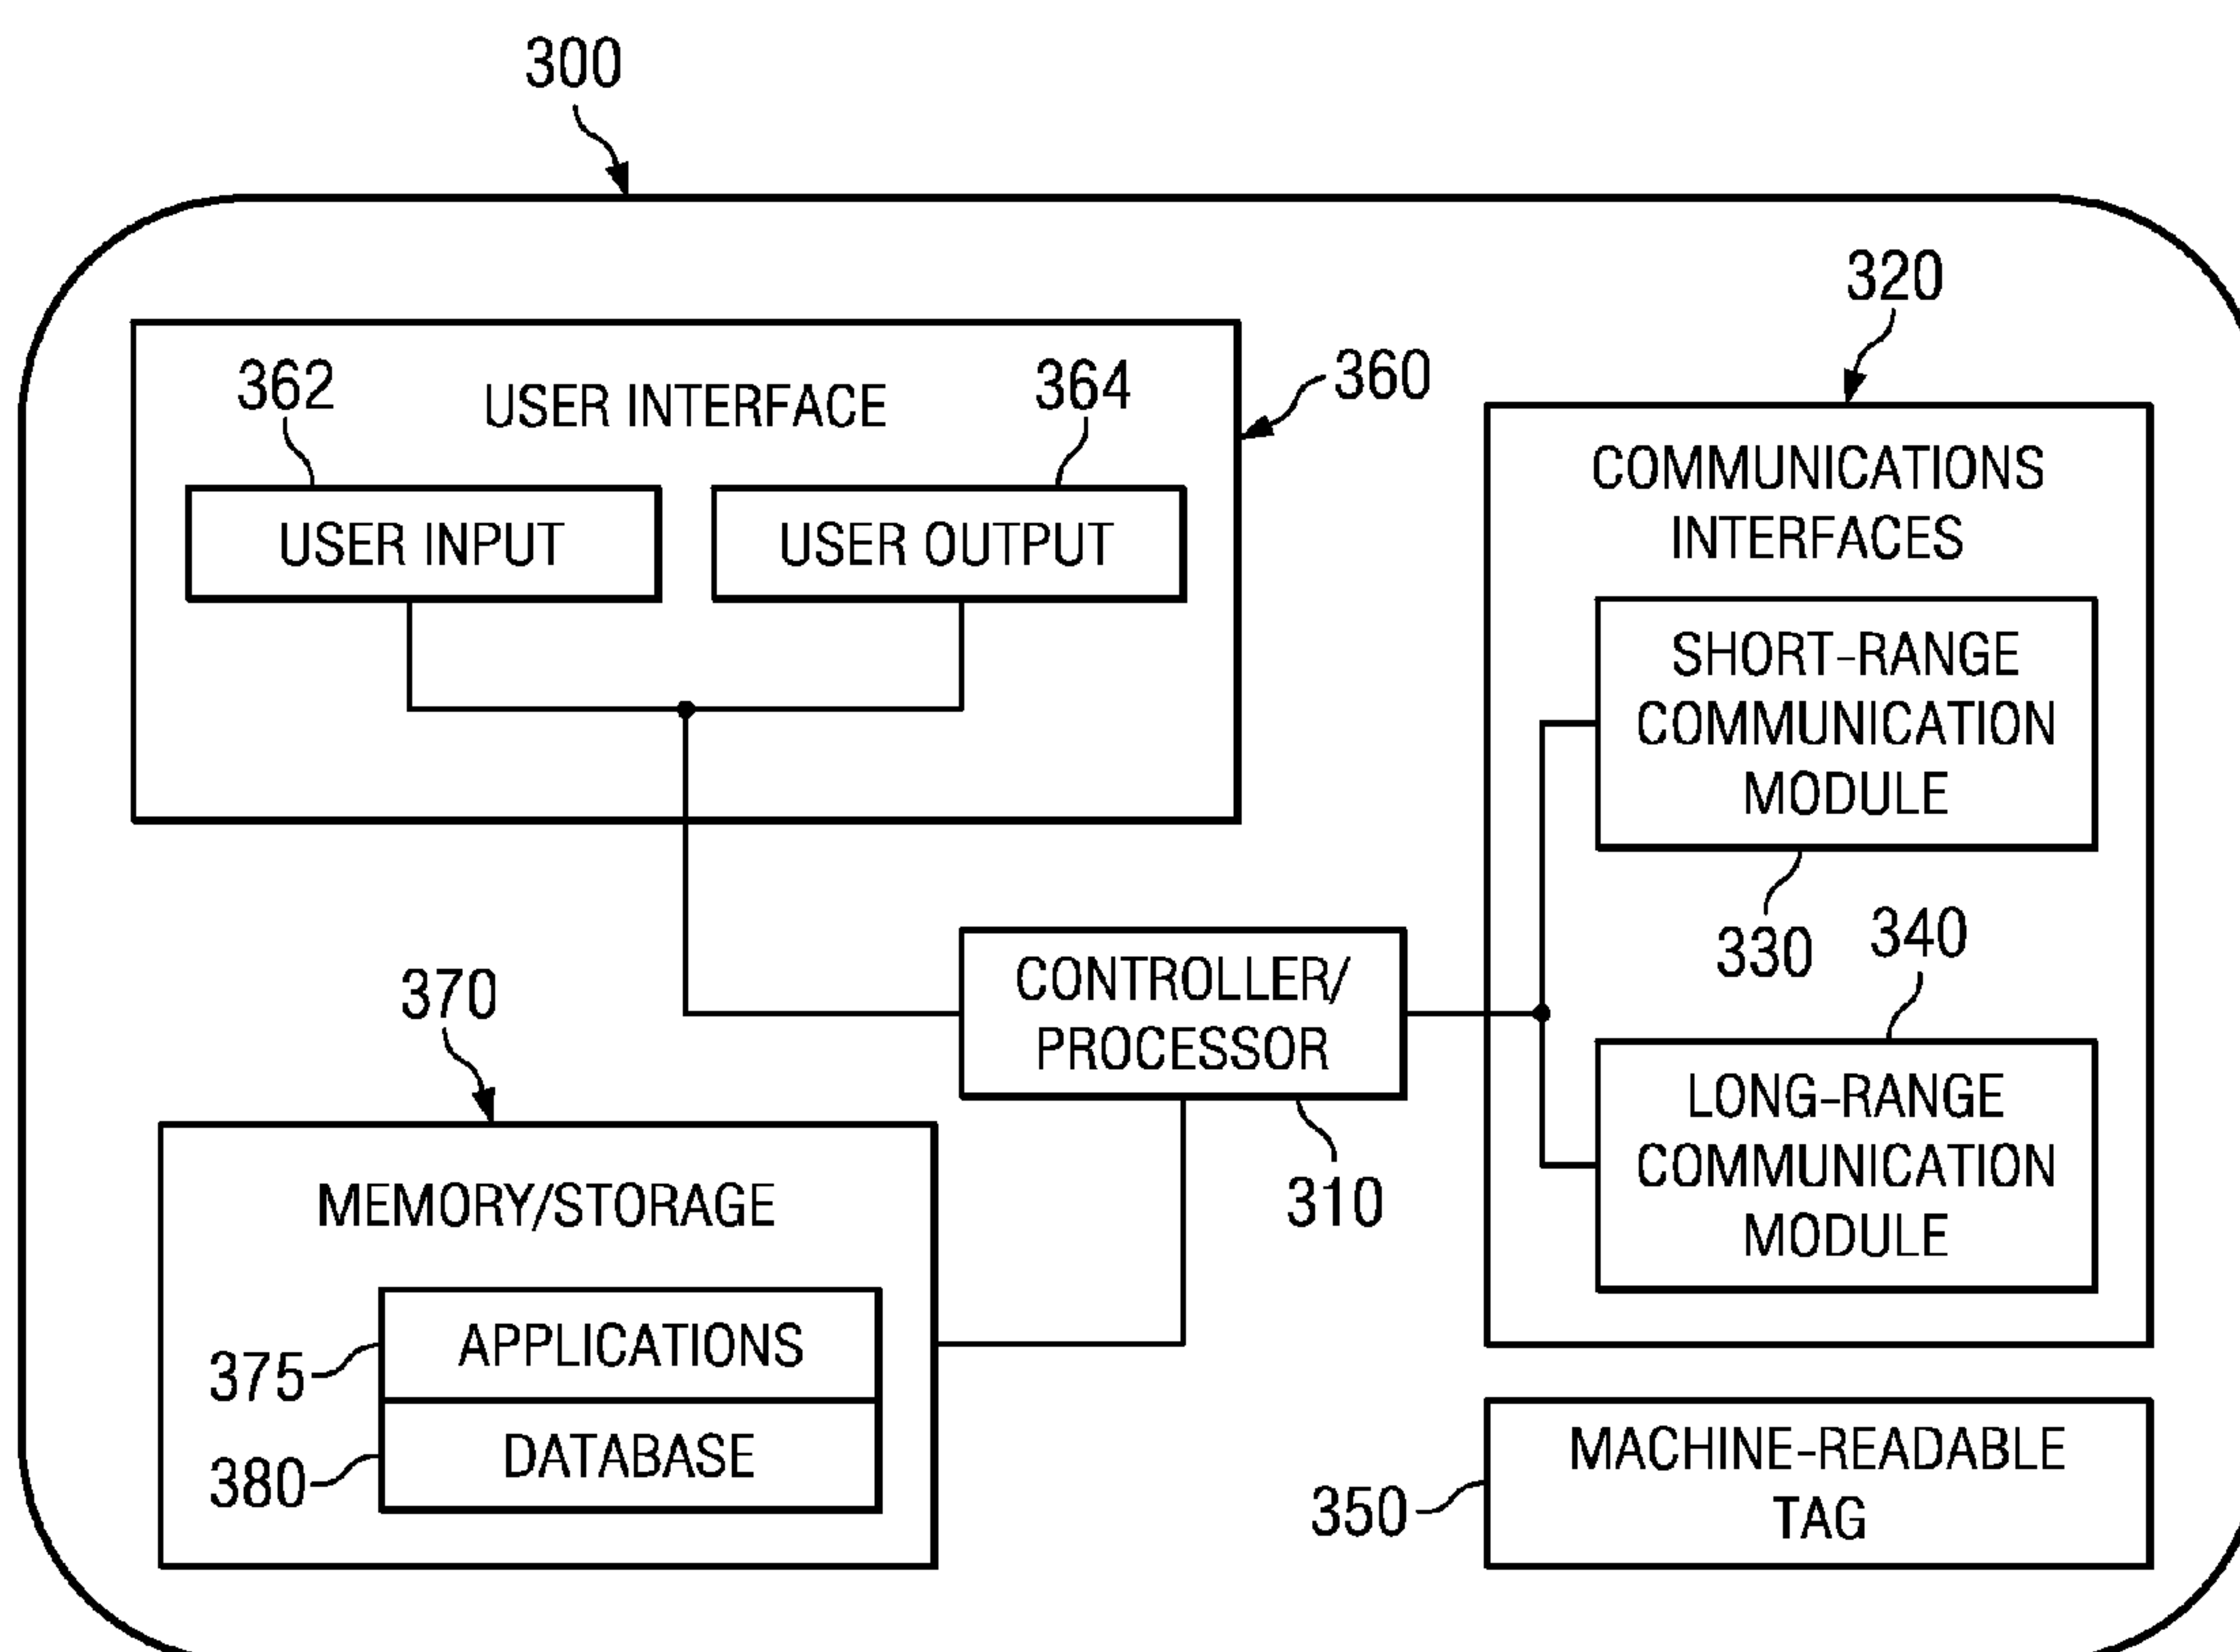 300
320
362
USER INTERFACE
364
360
USER INPUT
USER OUTPUT
COMMUNICATIONS
INTERFACES
SHORT-RANGE
COMMUNICATION
MODULE
330
340
370
CONTROLLER/
PROCESSOR
310
LONG-RANGE
COMMUNICATION
MODULE
MEMORY/STORAGE
375
APPLICATIONS
380
DATABASE
350
MACHINE-READABLE
TAG